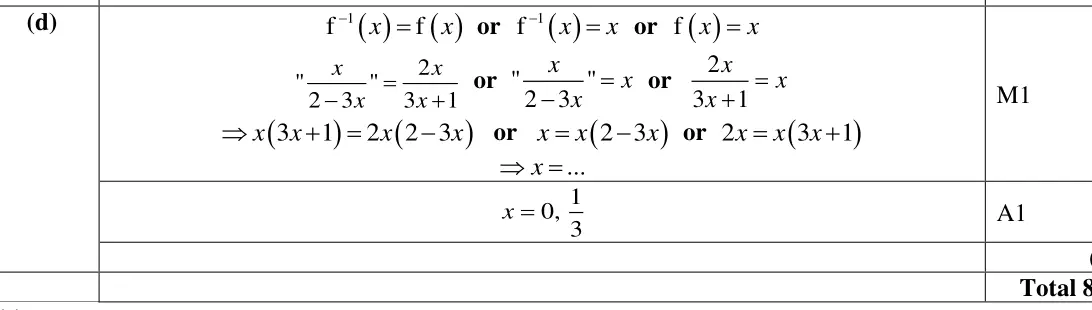 (d)
f⁻¹(x) = f(x) or f⁻¹(x) = x or f(x) = x
"x/(2−3x)" = 2x/(3x+1) or "x/(2−3x)" = x or 2x/(3x+1) = x
M1
⇒ x(3x+1) = 2x(2−3x) or x = x(2−3x) or 2x = x(3x+1)
⇒ x = ...
x = 0, 1/3
A1
(
Total 8